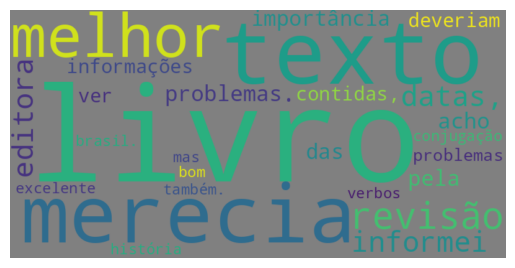 importância deveriam
melhor texto
informações
editora ver problemas. contidas, datas,
livro
acho
brasil das conjugação
mas problemas
bom pela
excelente também. verbos
merecia revisão
história informei